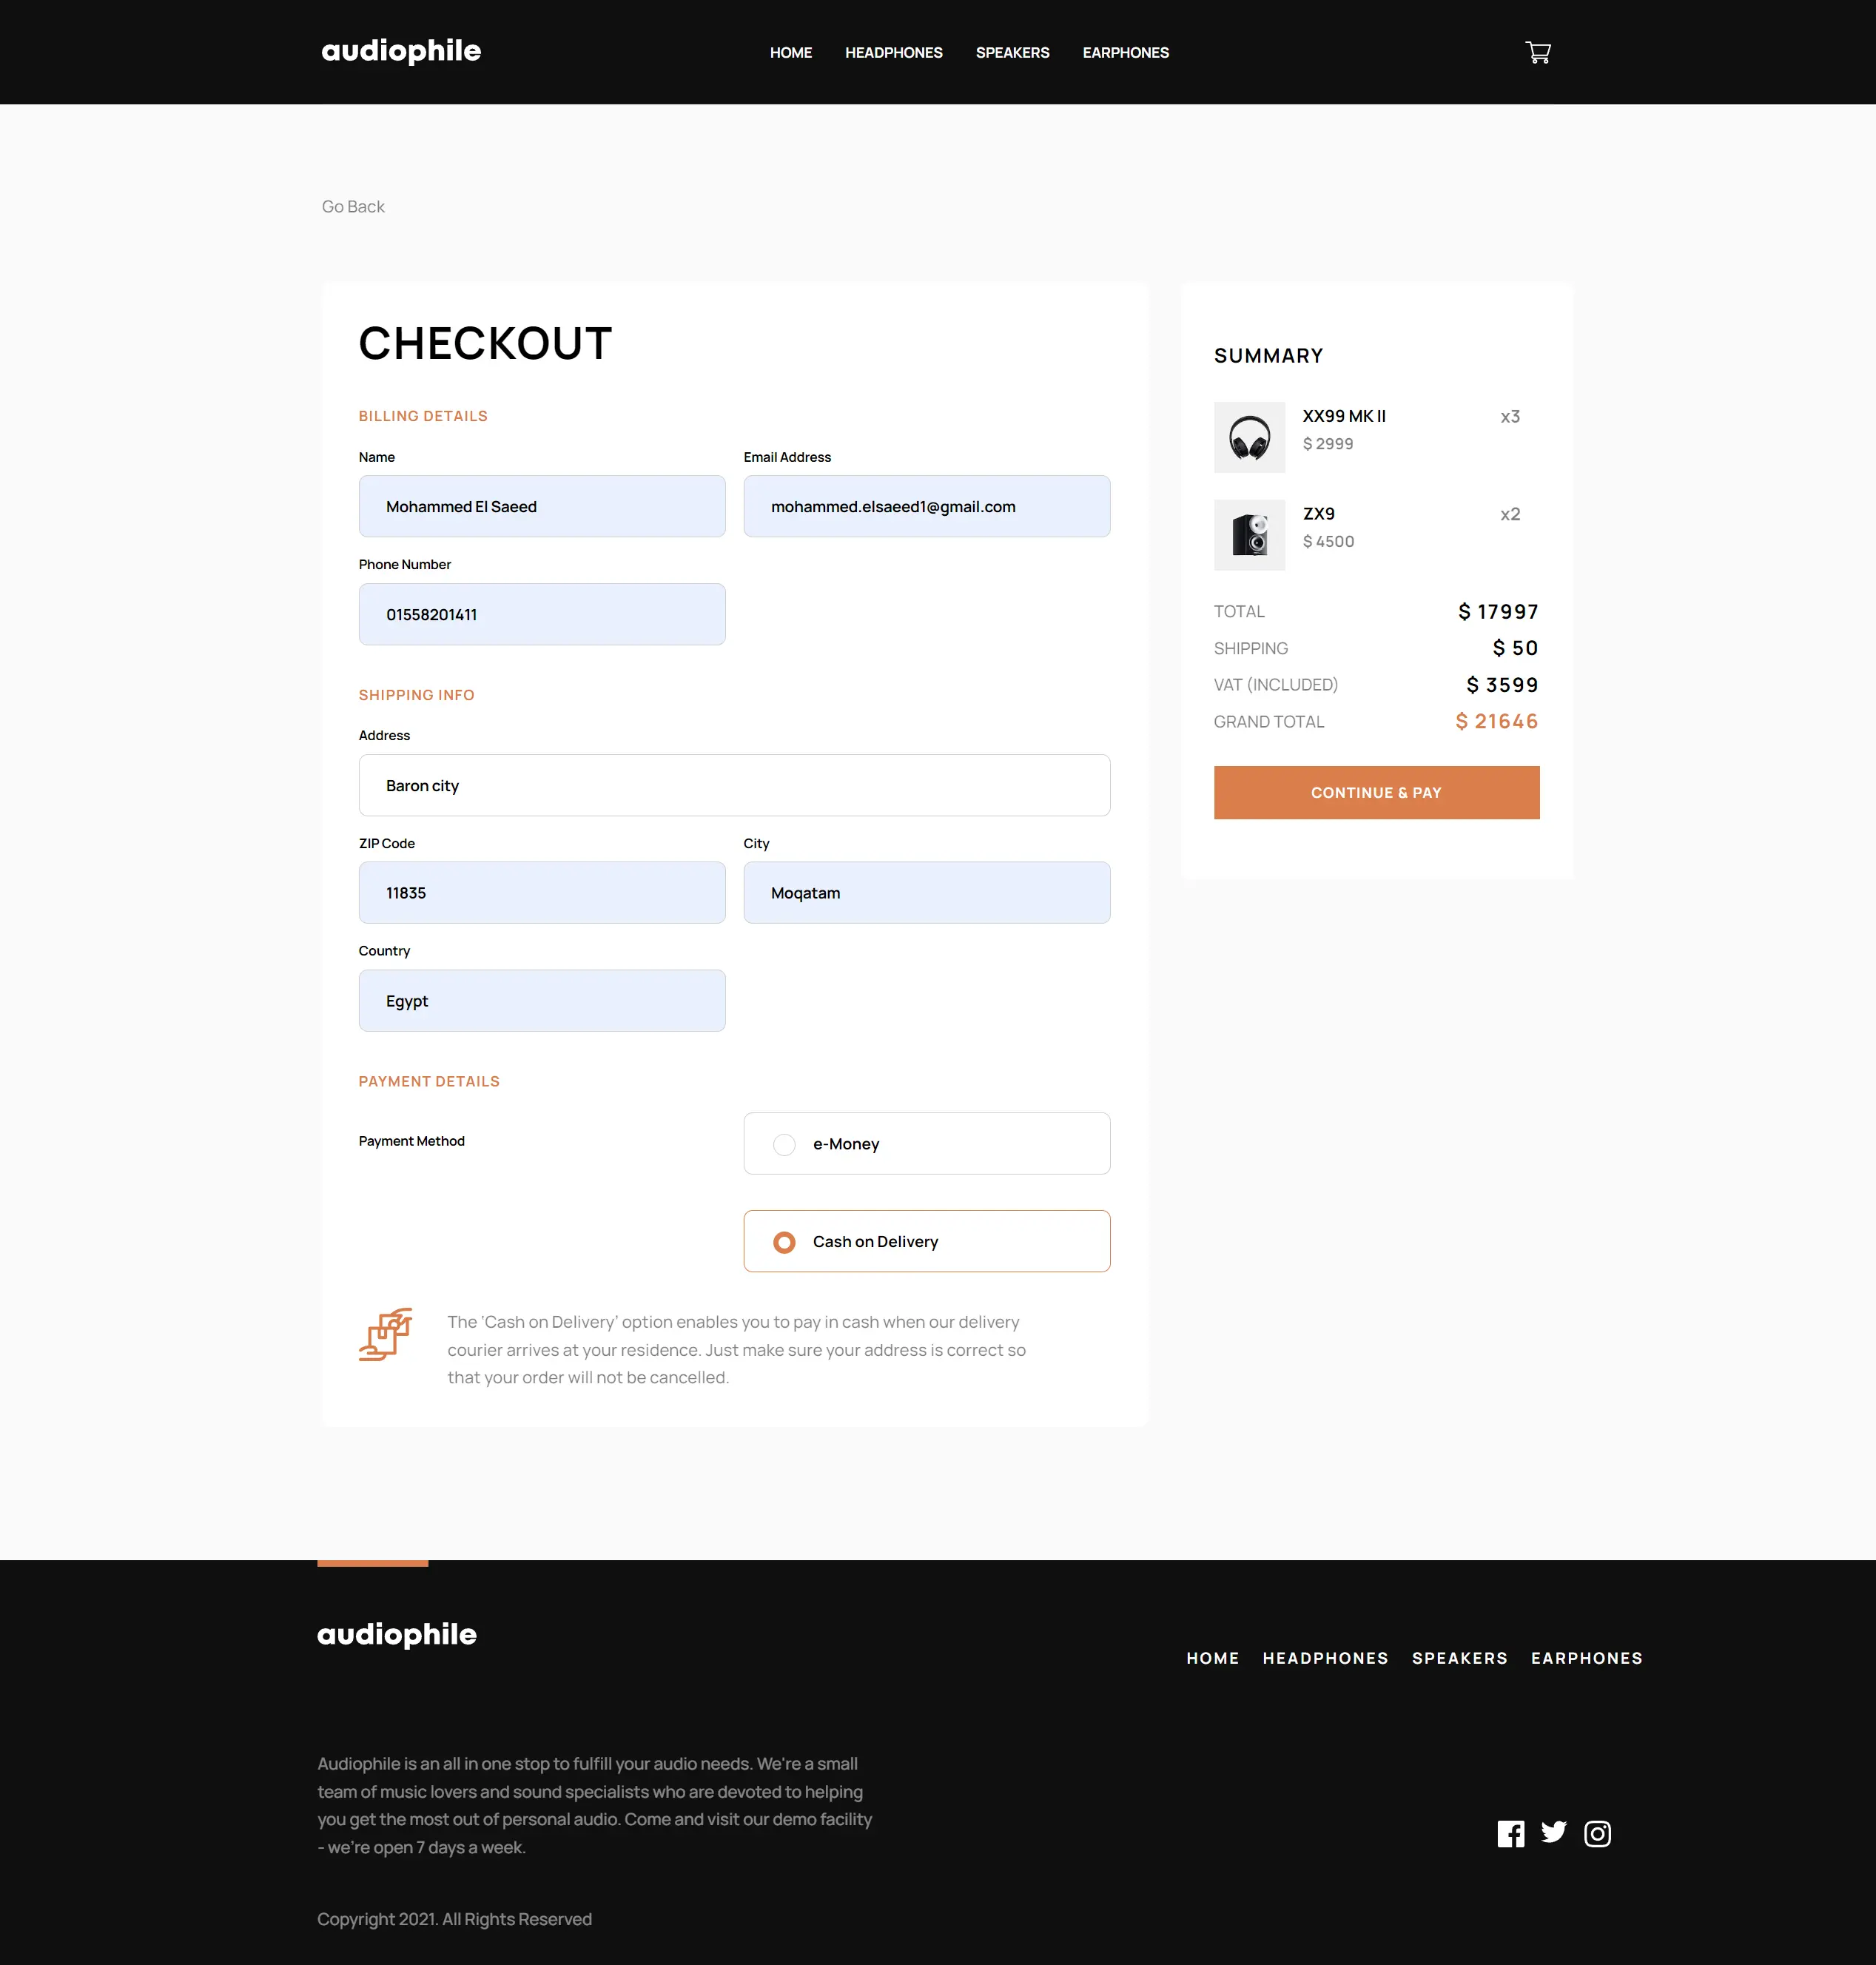 audiophile
HOME HEADPHONES SPEAKERS EARPHONES
Go Back
CHECKOUT
BILLING DETAILS
Name Email Address
Mohammed El Saeed mohammed.elsaeed1@gmail.com
Phone Number
01558201411
SHIPPING INFO
Address
Baron city
ZIP Code City
11835 Moqatam
Country
Egypt
PAYMENT DETAILS
Payment Method
e-Money
Cash on Delivery
The 'Cash on Delivery' option enables you to pay in cash when our delivery
courier arrives at your residence. Just make sure your address is correct so
that your order will not be cancelled.
SUMMARY
XX99 MK II x3
$ 2999
ZX9 x2
$ 4500
TOTAL $ 17997
SHIPPING $ 50
VAT (INCLUDED) $ 3599
GRAND TOTAL $ 21646
CONTINUE & PAY
audiophile
HOME HEADPHONES SPEAKERS EARPHONES
Audiophile is an all in one stop to fulfill your audio needs. We're a small
team of music lovers and sound specialists who are devoted to helping
you get the most out of personal audio. Come and visit our demo facility
- we're open 7 days a week.
Copyright 2021. All Rights Reserved